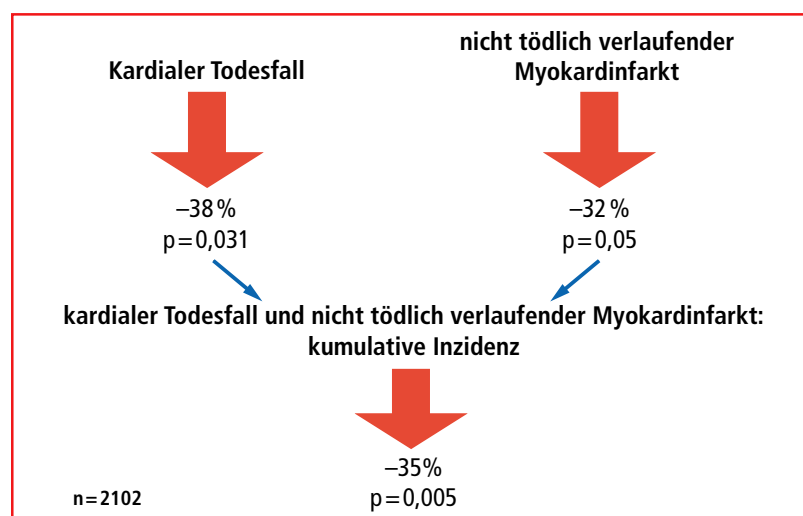 Kardialer Todesfall
nicht tödlich verlaufender
Myokardinfarkt
–38 %
p=0,031
–32 %
p=0,05
kardialer Todesfall und nicht tödlich verlaufender Myokardinfarkt:
kumulative Inzidenz
–35%
p=0,005
n=2102